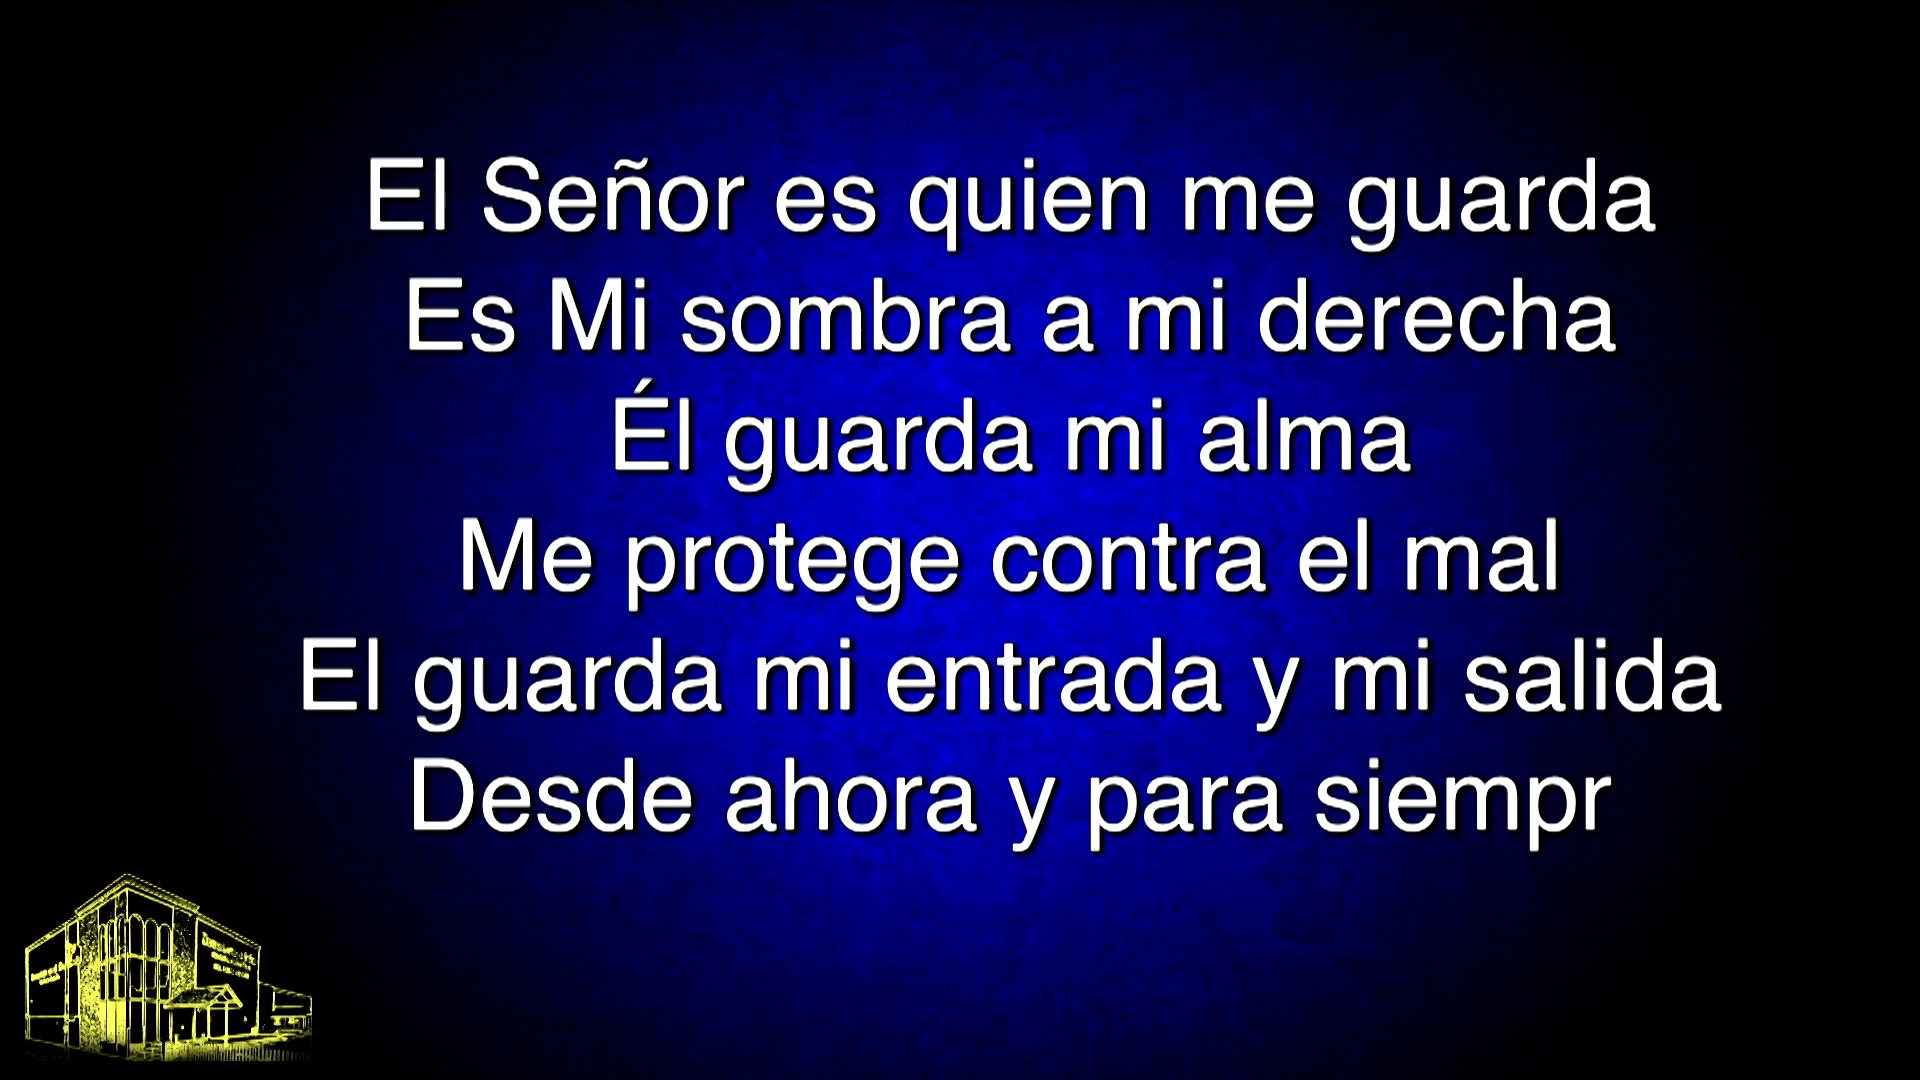 El Señor es quien me guarda
Es Mi sombra a mi derecha
Él guarda mi alma
Me protege contra el mal
El guarda mi entrada y mi salida
Desde ahora y para siempr